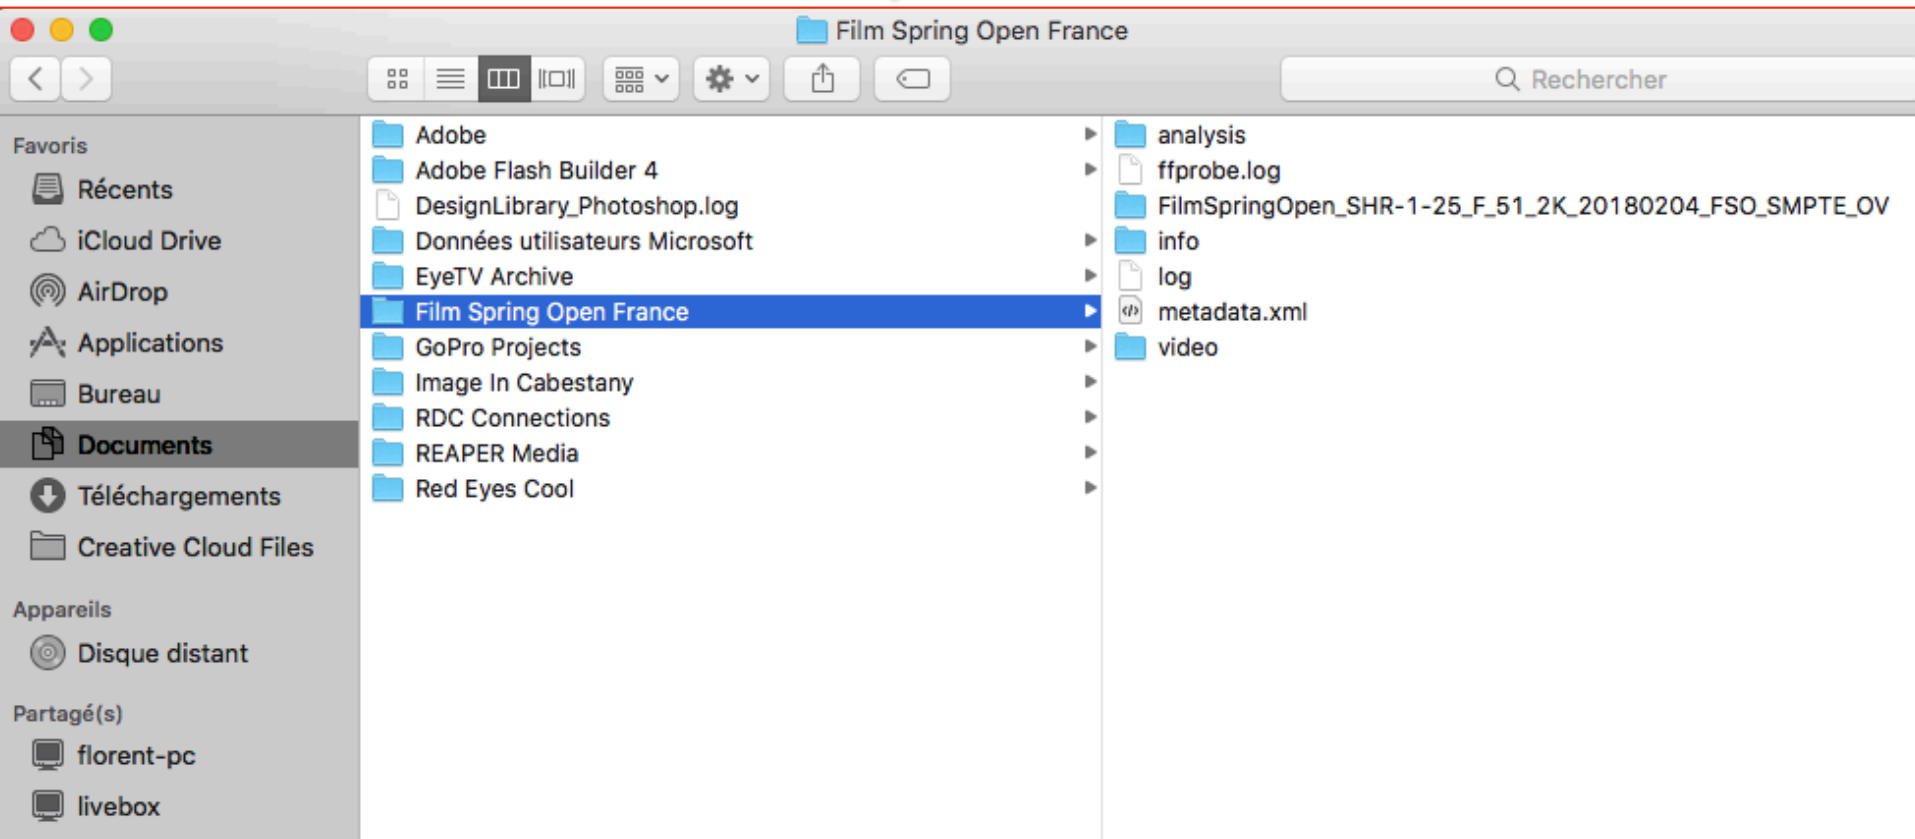 Film Spring Open France
Rechercher
Favoris
Récents
iCloud Drive
AirDrop
Applications
Bureau
Documents
Téléchargements
Creative Cloud Files
Appareils
Disque distant
Partagé(s)
florent-pc
livebox
Adobe
Adobe Flash Builder 4
DesignLibrary_Photoshop.log
Données utilisateurs Microsoft
EyeTV Archive
Film Spring Open France
GoPro Projects
Image In Cabestany
RDC Connections
REAPER Media
Red Eyes Cool
analysis
ffprobe.log
FilmSpringOpen_SHR-1-25_F_51_2K_20180204_FSO_SMPTE_OV
info
log
metadata.xml
video